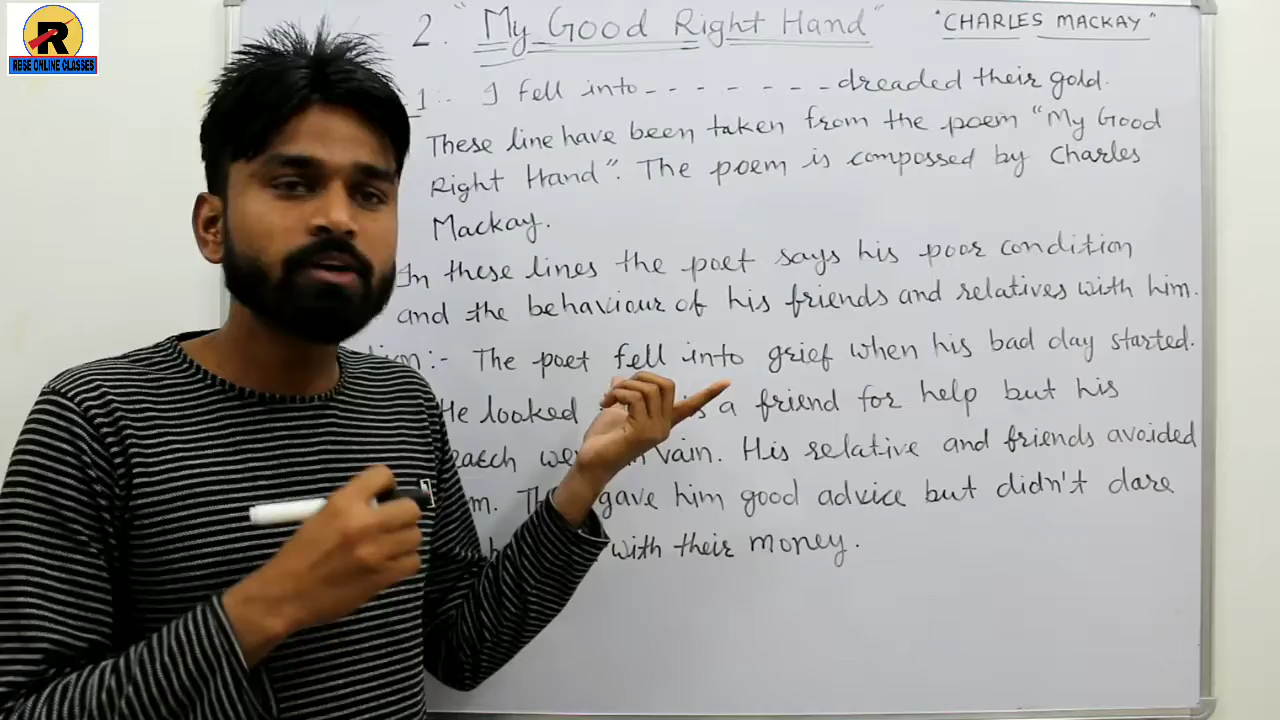 R
RBSE ONLINE CLASSES
2. "My Good Right Hand" "CHARLES MACKAY"
1:- I fell into - - - - - - - dreaded their gold.
These line have been taken from the poem "My Good
Right Hand". The poem is compossed by Charles
Mackay.
In these lines the poet says his poor condition
and the behaviour of his friends and relatives with him.
:- The poet fell into grief when his bad day started.
He looked a friend for help but his
vain. His relative and friends avoided
gave him good advice but didn't dare
with their money.